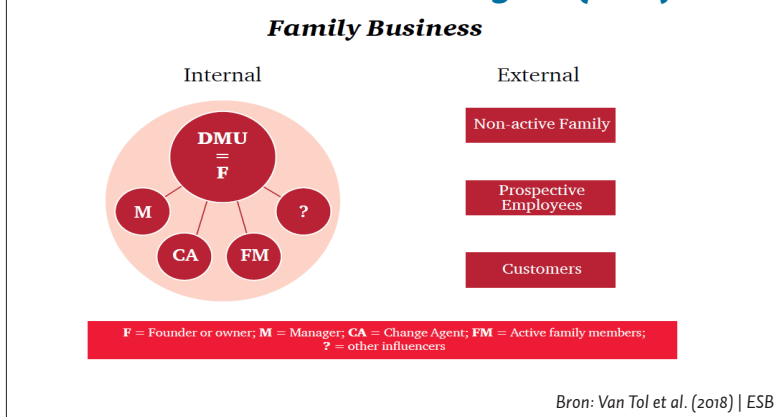 Family Business
Internal
External
DMU
=
F
M
CA
FM
?
Non-active Family
Prospective
Employees
Customers
F = Founder or owner; M = Manager; CA = Change Agent; FM = Active family members;
? = other influencers
Bron: Van Tol et al. (2018) | ESB